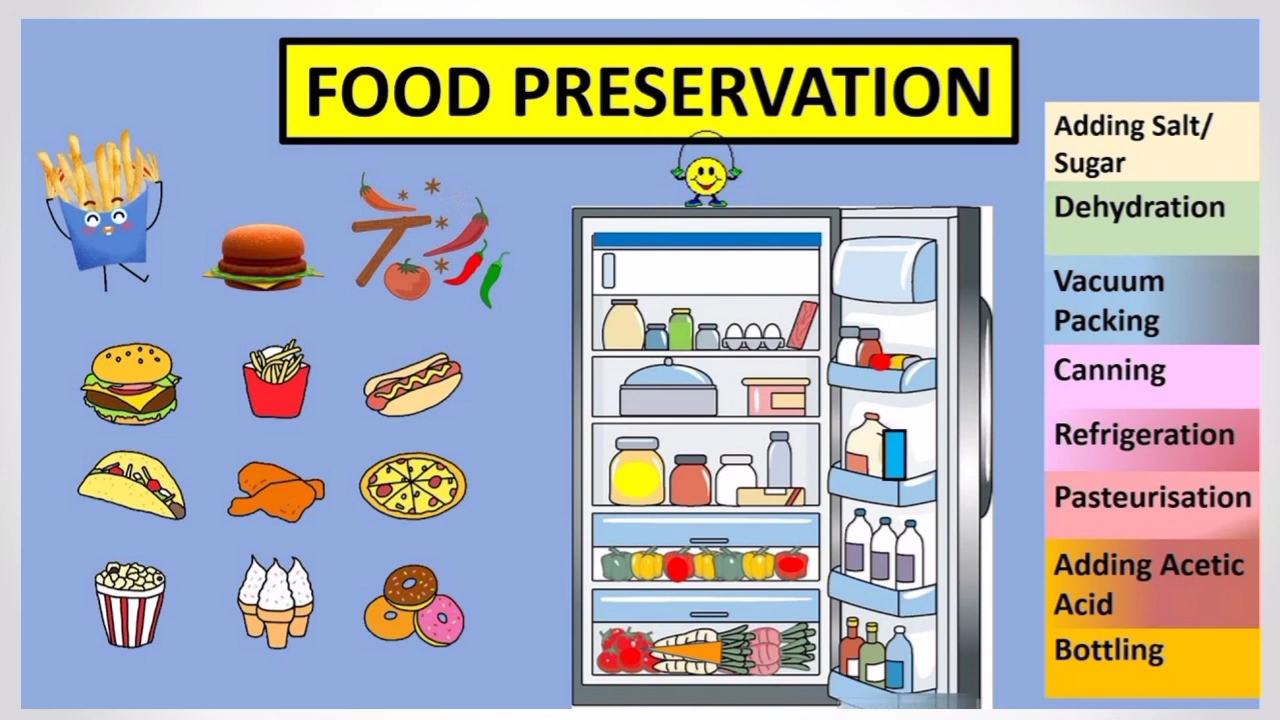 FOOD PRESERVATION
Adding Salt/
Sugar
Dehydration
Vacuum
Packing
Canning
Refrigeration
Pasteurisation
Adding Acetic
Acid
Bottling